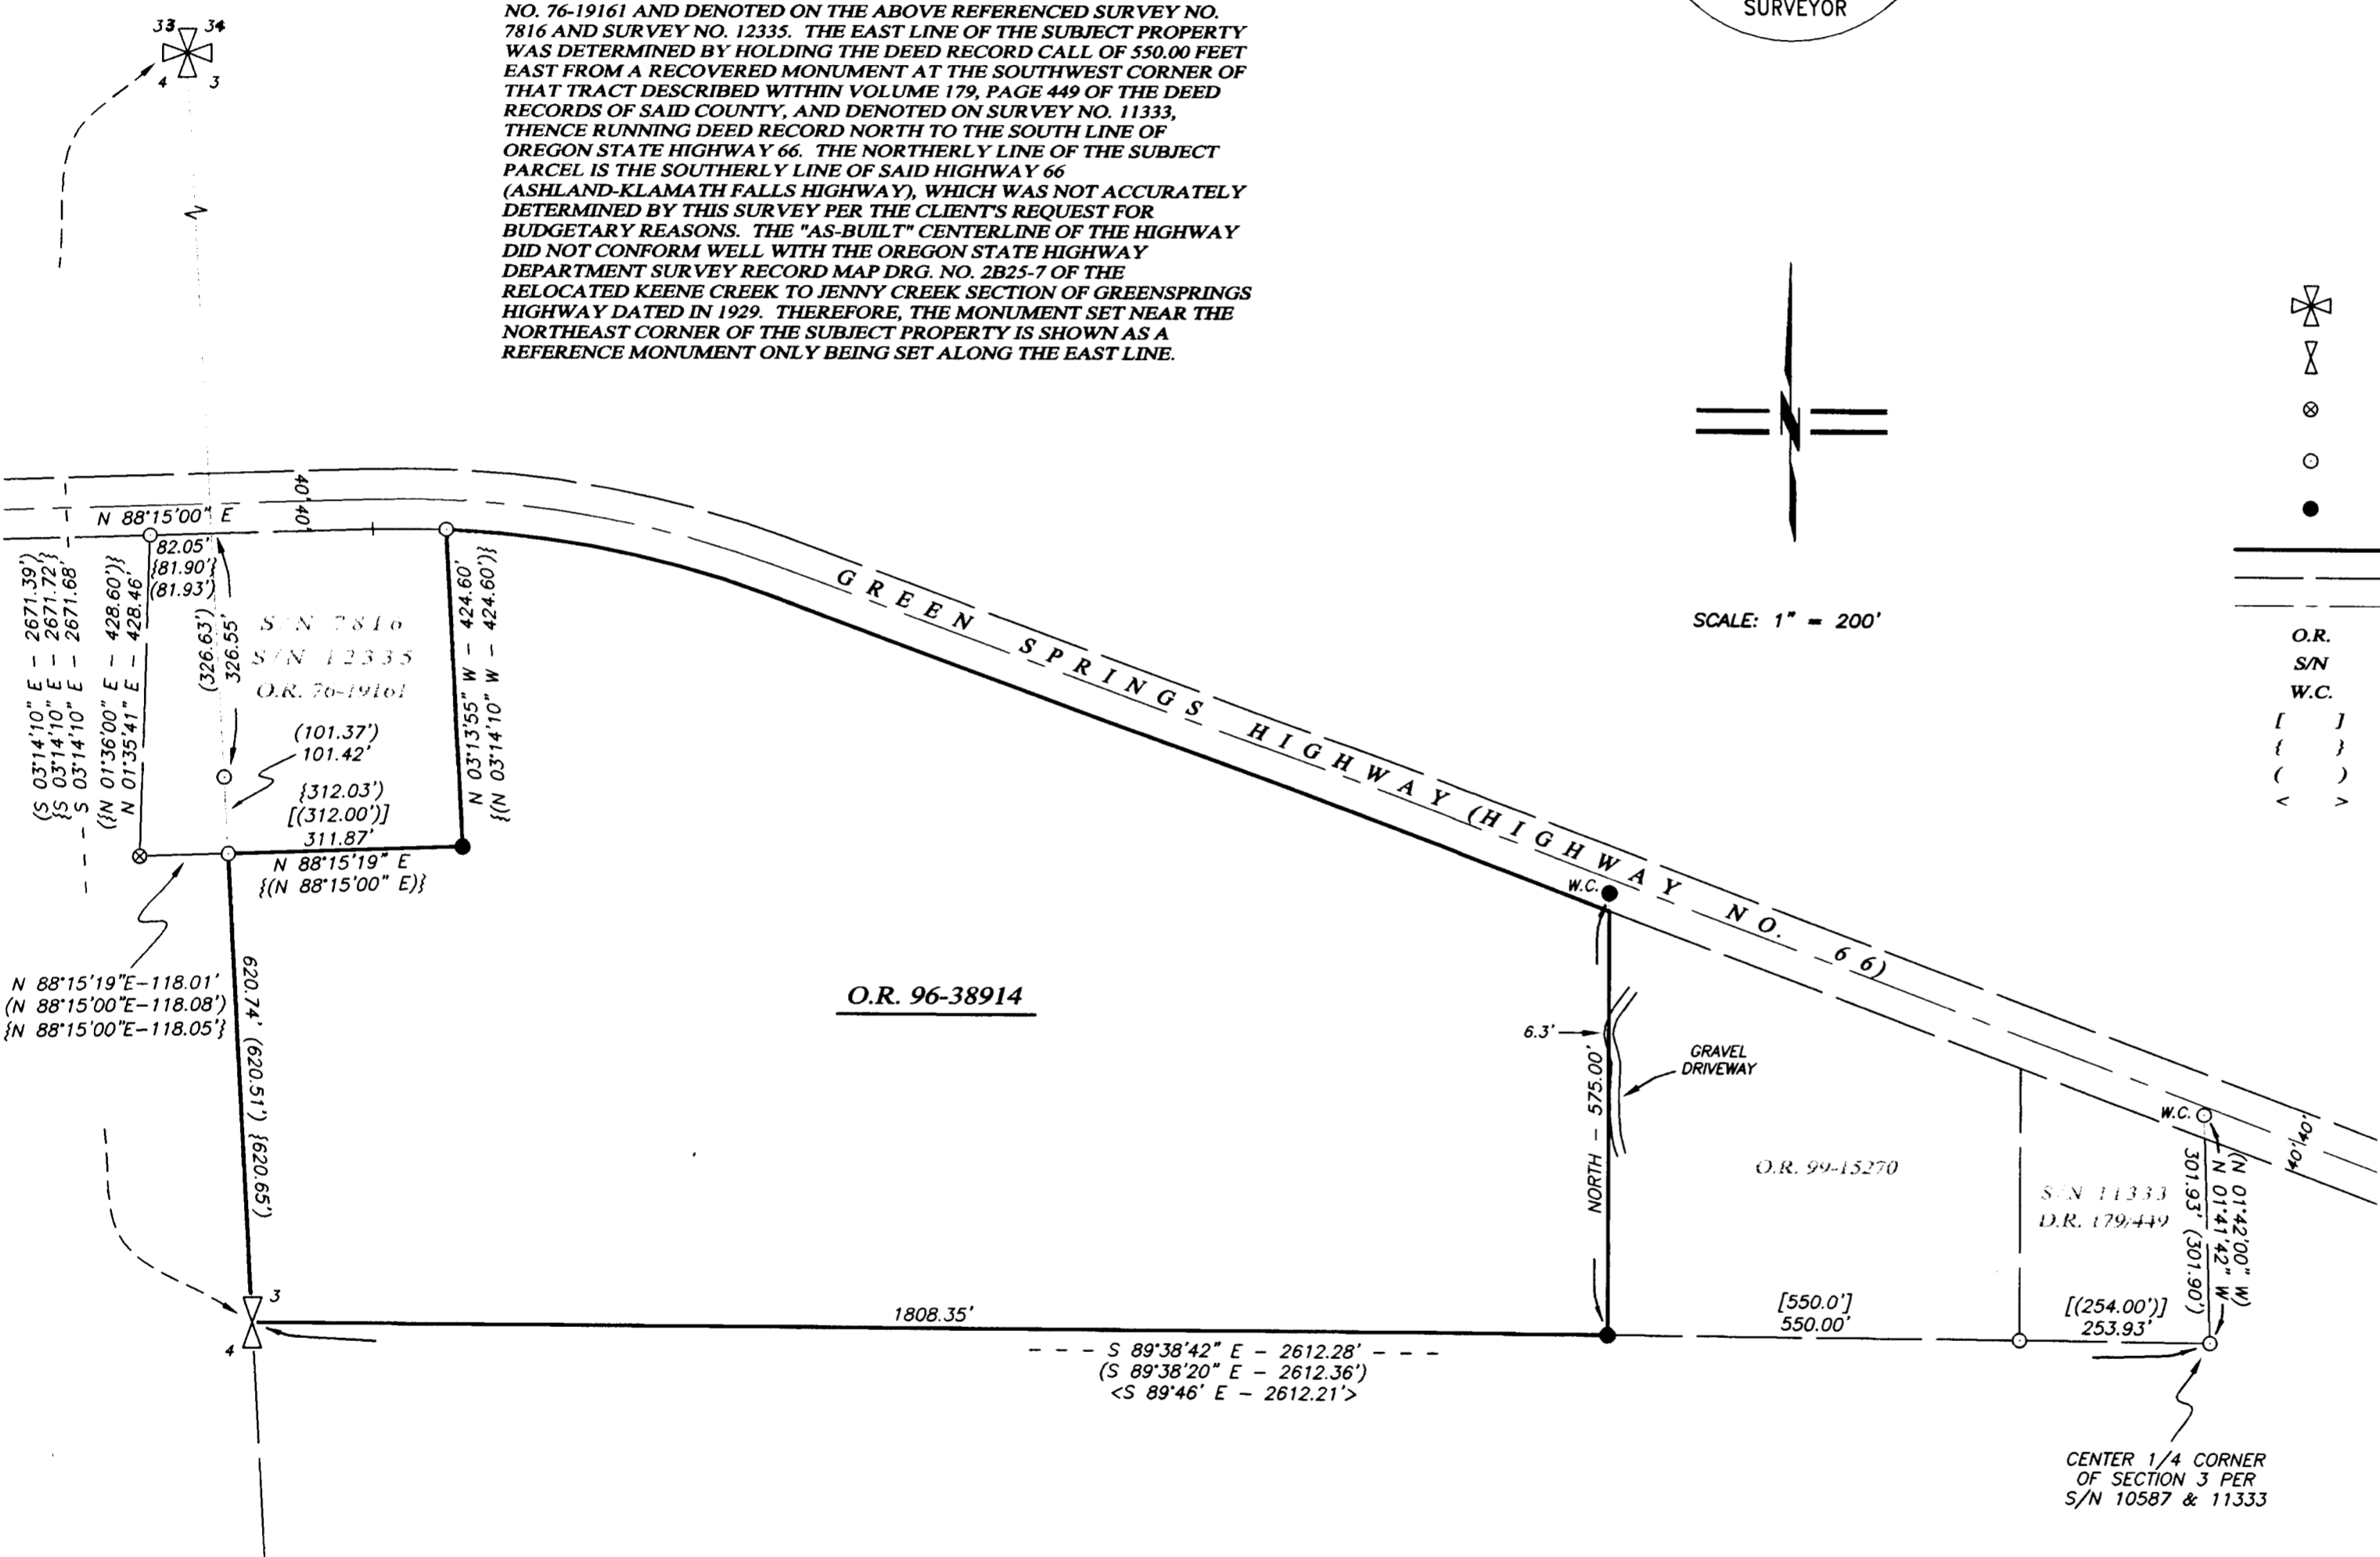 NO. 76-19161 AND DENOTED ON THE ABOVE REFERENCED SURVEY NO.
7816 AND SURVEY NO. 12335. THE EAST LINE OF THE SUBJECT PROPERTY
WAS DETERMINED BY HOLDING THE DEED RECORD CALL OF 550.00 FEET
EAST FROM A RECOVERED MONUMENT AT THE SOUTHWEST CORNER OF
THAT TRACT DESCRIBED WITHIN VOLUME 179, PAGE 449 OF THE DEED
RECORDS OF SAID COUNTY, AND DENOTED ON SURVEY NO. 11333,
THENCE RUNNING DEED RECORD NORTH TO THE SOUTH LINE OF
OREGON STATE HIGHWAY 66. THE NORTHERLY LINE OF THE SUBJECT
PARCEL IS THE SOUTHERLY LINE OF SAID HIGHWAY 66
(ASHLAND-KLAMATH FALLS HIGHWAY), WHICH WAS NOT ACCURATELY
DETERMINED BY THIS SURVEY PER THE CLIENT'S REQUEST FOR
BUDGETARY REASONS. THE "AS-BUILT" CENTERLINE OF THE HIGHWAY
DID NOT CONFORM WELL WITH THE OREGON STATE HIGHWAY
DEPARTMENT SURVEY RECORD MAP DRG. NO. 2B25-7 OF THE
RELOCATED KEENE CREEK TO JENNY CREEK SECTION OF GREENSPRINGS
HIGHWAY DATED IN 1929. THEREFORE, THE MONUMENT SET NEAR THE
NORTHEAST CORNER OF THE SUBJECT PROPERTY IS SHOWN AS A
REFERENCE MONUMENT ONLY BEING SET ALONG THE EAST LINE.
SURVEYOR
33 34
4 3
N
SCALE: 1" = 200'
O.R.
S/N
W.C.
[ ]
{ }
( )
< >
40' 40'
N 88°15'00" E
82.05'
{81.90'}
(81.93')
(S 03°14'10" E - 2671.39')
{S 03°14'10" E - 2671.72'}
S 03°14'10" E - 2671.68'
({N 01°36'00" E - 428.60'})
N 01°35'41" E - 428.46'
(326.63')
326.55'
S/N 7816
S/N 12335
O.R. 76-19161
(101.37')
101.42'
{312.03')
[(312.00')]
311.87'
N 88°15'19" E
{(N 88°15'00" E)}
N 03°13'55" W - 424.60'
{(N 03°14'10" W - 424.60')}
GREEN SPRINGS HIGHWAY (HIGHWAY NO. 66)
N 88°15'19"E-118.01'
(N 88°15'00"E-118.08')
{N 88°15'00"E-118.05'}
620.74' (620.51') {620.65'}
O.R. 96-38914
W.C.
6.3'
NORTH - 575.00'
GRAVEL
DRIVEWAY
O.R. 99-15270
W.C.
40' 40'
S/N 11333
D.R. 179/449
301.93' (301.90')
N 01°41'42" W
(N 01°42'00" W)
3
4
1808.35'
[550.0']
550.00'
[(254.00')]
253.93'
- - - S 89°38'42" E - 2612.28' - - -
(S 89°38'20" E - 2612.36')
<S 89°46' E - 2612.21'>
CENTER 1/4 CORNER
OF SECTION 3 PER
S/N 10587 & 11333